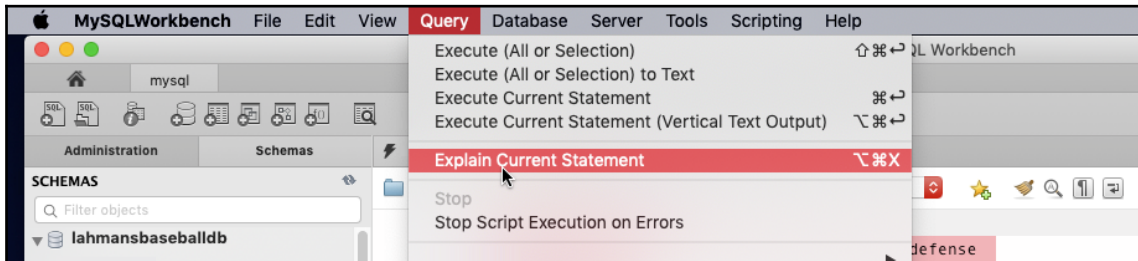 MySQLWorkbench File Edit View Query Database Server Tools Scripting Help
Execute (All or Selection) ⇧⌘↩
QL Workbench
Execute (All or Selection) to Text
mysql
Execute Current Statement ⌘↩
SQL SQL
Execute Current Statement (Vertical Text Output) ⌥⌘↩
Administration Schemas
Explain Current Statement ⌥⌘X
SCHEMAS
Stop
Filter objects
Stop Script Execution on Errors
lahmansbaseballdb
defense